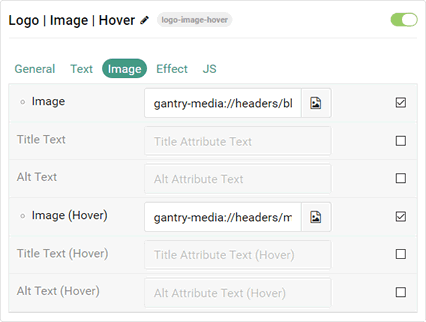 Logo | Image | Hover logo-image-hover
General Text Image Effect JS
Image gantry-media://headers/bl
Title Text Title Attribute Text
Alt Text Alt Attribute Text
Image (Hover) gantry-media://headers/m
Title Text (Hover) Title Attribute Text (Hover)
Alt Text (Hover) Alt Attribute Text (Hover)